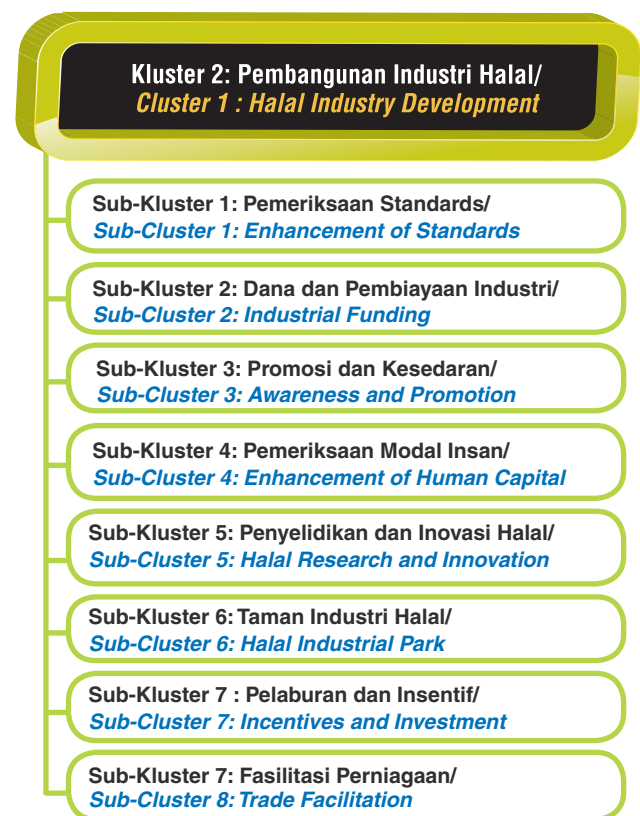 Kluster 2: Pembangunan Industri Halal/
Cluster 1 : Halal Industry Development
Sub-Kluster 1: Pemeriksaan Standards/
Sub-Cluster 1: Enhancement of Standards
Sub-Kluster 2: Dana dan Pembiayaan Industri/
Sub-Cluster 2: Industrial Funding
Sub-Kluster 3: Promosi dan Kesedaran/
Sub-Cluster 3: Awareness and Promotion
Sub-Kluster 4: Pemeriksaan Modal Insan/
Sub-Cluster 4: Enhancement of Human Capital
Sub-Kluster 5: Penyelidikan dan Inovasi Halal/
Sub-Cluster 5: Halal Research and Innovation
Sub-Kluster 6: Taman Industri Halal/
Sub-Cluster 6: Halal Industrial Park
Sub-Kluster 7 : Pelaburan dan Insentif/
Sub-Cluster 7: Incentives and Investment
Sub-Kluster 7: Fasilitasi Perniagaan/
Sub-Cluster 8: Trade Facilitation